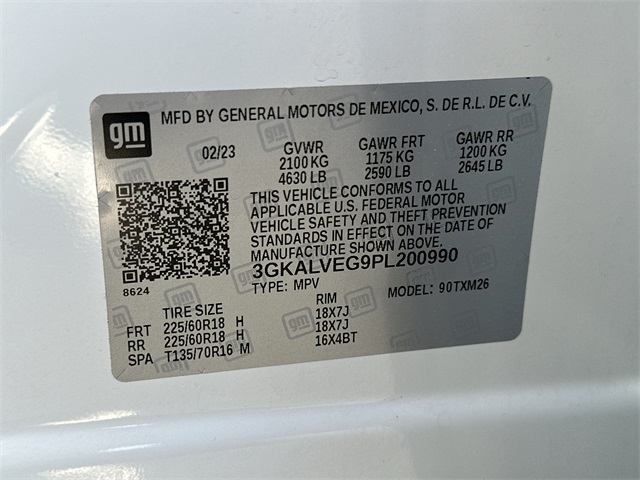 gm
MFD BY GENERAL MOTORS DE MEXICO, S. DE R.L. DE C.V.
02/23 GVWR GAWR FRT GAWR RR
2100 KG 1175 KG 1200 KG
4630 LB 2590 LB 2645 LB
THIS VEHICLE CONFORMS TO ALL
APPLICABLE U.S. FEDERAL MOTOR
VEHICLE SAFETY AND THEFT PREVENTION
STANDARDS IN EFFECT ON THE DATE OF
MANUFACTURE SHOWN ABOVE.
3GKALVEG9PL200990
8624
TYPE: MPV MODEL: 90TXM26
TIRE SIZE RIM
FRT 225/60R18 H 18X7J
RR 225/60R18 H 18X7J
SPA T135/70R16 M 16X4BT